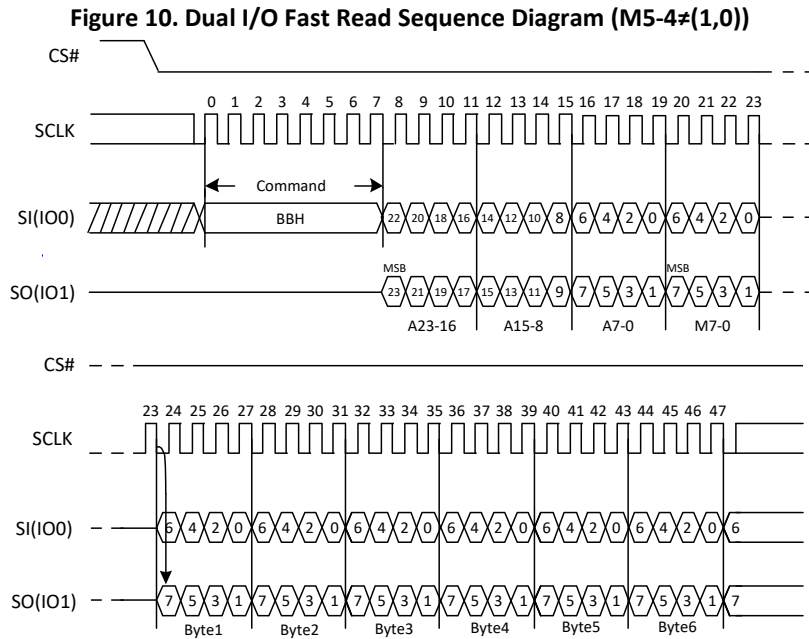 Figure 10. Dual I/O Fast Read Sequence Diagram (M5-4≠(1,0))
CS#
0 1 2 3 4 5 6 7 8 9 10 11 12 13 14 15 16 17 18 19 20 21 22 23
SCLK
Command
SI(IO0) BBH 22 20 18 16 14 12 10 8 6 4 2 0 6 4 2 0
MSB MSB
SO(IO1) 23 21 19 17 15 13 11 9 7 5 3 1 7 5 3 1
A23-16 A15-8 A7-0 M7-0
CS#
23 24 25 26 27 28 29 30 31 32 33 34 35 36 37 38 39 40 41 42 43 44 45 46 47
SCLK
SI(IO0) 6 4 2 0 6 4 2 0 6 4 2 0 6 4 2 0 6 4 2 0 6 4 2 0 6
SO(IO1) 7 5 3 1 7 5 3 1 7 5 3 1 7 5 3 1 7 5 3 1 7 5 3 1 7
Byte1 Byte2 Byte3 Byte4 Byte5 Byte6